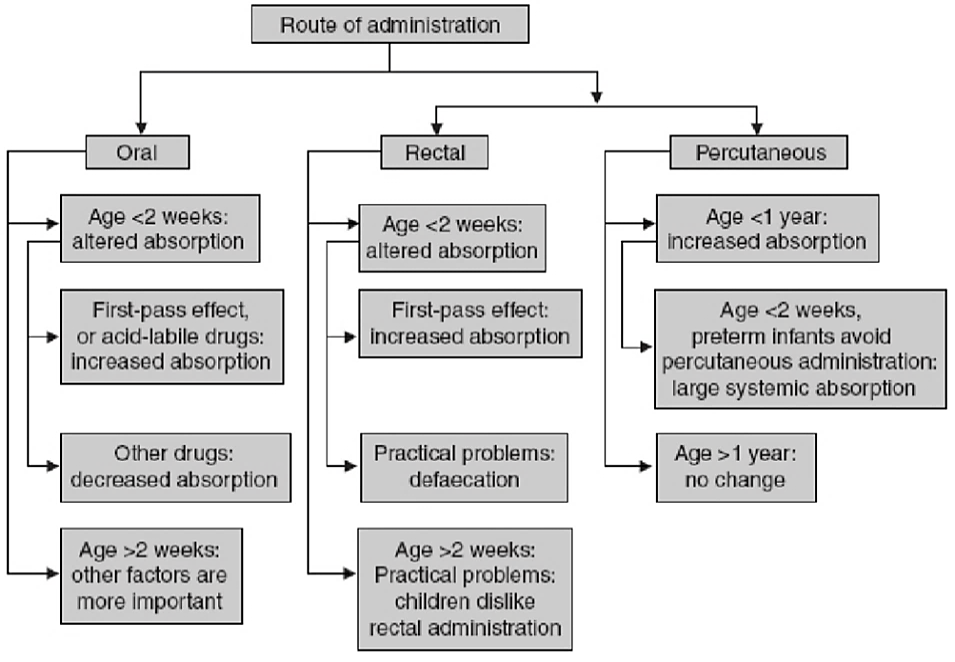 Route of administration
Oral
Rectal
Percutaneous
Age <2 weeks:
altered absorption
First-pass effect,
or acid-labile drugs:
increased absorption
Other drugs:
decreased absorption
Age >2 weeks:
other factors are
more important
Age <2 weeks:
altered absorption
First-pass effect:
increased absorption
Practical problems:
defaecation
Age >2 weeks:
Practical problems:
children dislike
rectal administration
Age <1 year:
increased absorption
Age <2 weeks,
preterm infants avoid
percutaneous administration:
large systemic absorption
Age >1 year:
no change